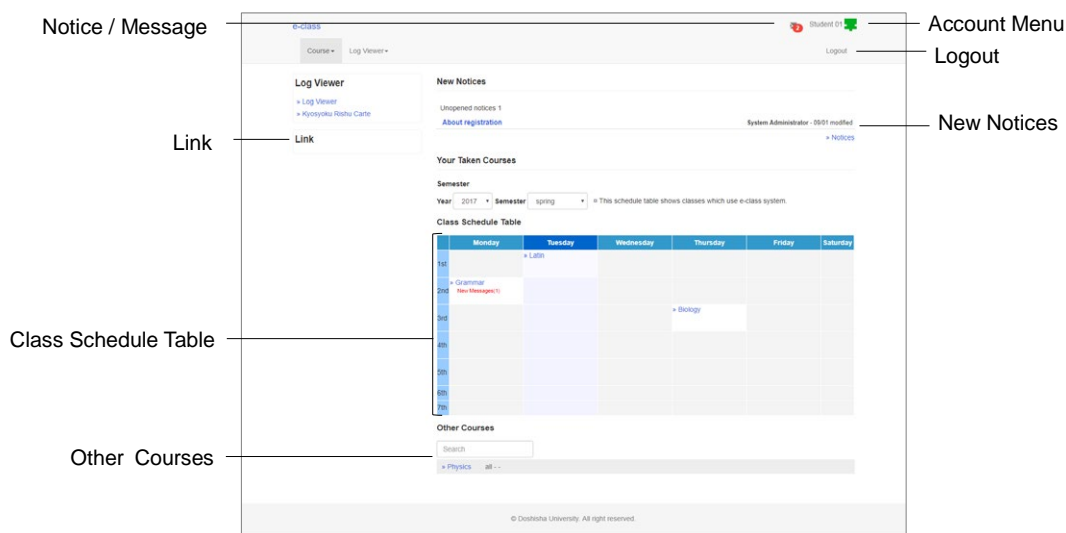 Notice / Message
e-class
2
Student 01
Account Menu
Course
Log Viewer
Logout
Logout
Log Viewer
» Log Viewer
» Kyosyoku Rishu Carte
Link
Link
New Notices
Unopened notices 1
About registration
System Administrator - 09/01 modified
New Notices
» Notices
Your Taken Courses
Semester
Year 2017 Semester spring ※ This schedule table shows classes which use e-class system.
Class Schedule Table
Monday Tuesday Wednesday Thursday Friday Saturday
1st » Latin
2nd » Grammar
New Messages(1)
3rd » Biology
Class Schedule Table
4th
5th
6th
7th
Other Courses
Search
Other Courses
» Physics all - -
© Doshisha University. All right reserved.